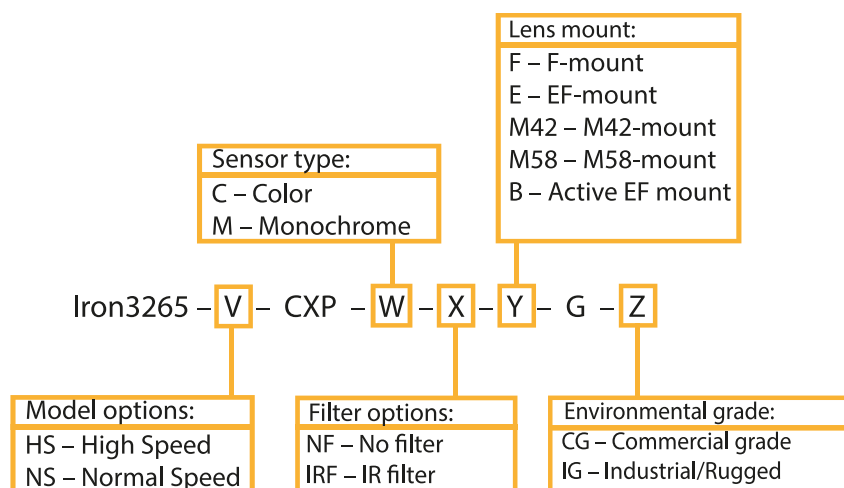 Lens mount:
F – F-mount
E – EF-mount
M42 – M42-mount
M58 – M58-mount
B – Active EF mount
Sensor type:
C – Color
M – Monochrome
Iron3265 – V – CXP – W – X – Y – G – Z
Model options:
HS – High Speed
NS – Normal Speed
Filter options:
NF – No filter
IRF – IR filter
Environmental grade:
CG – Commercial grade
IG – Industrial/Rugged